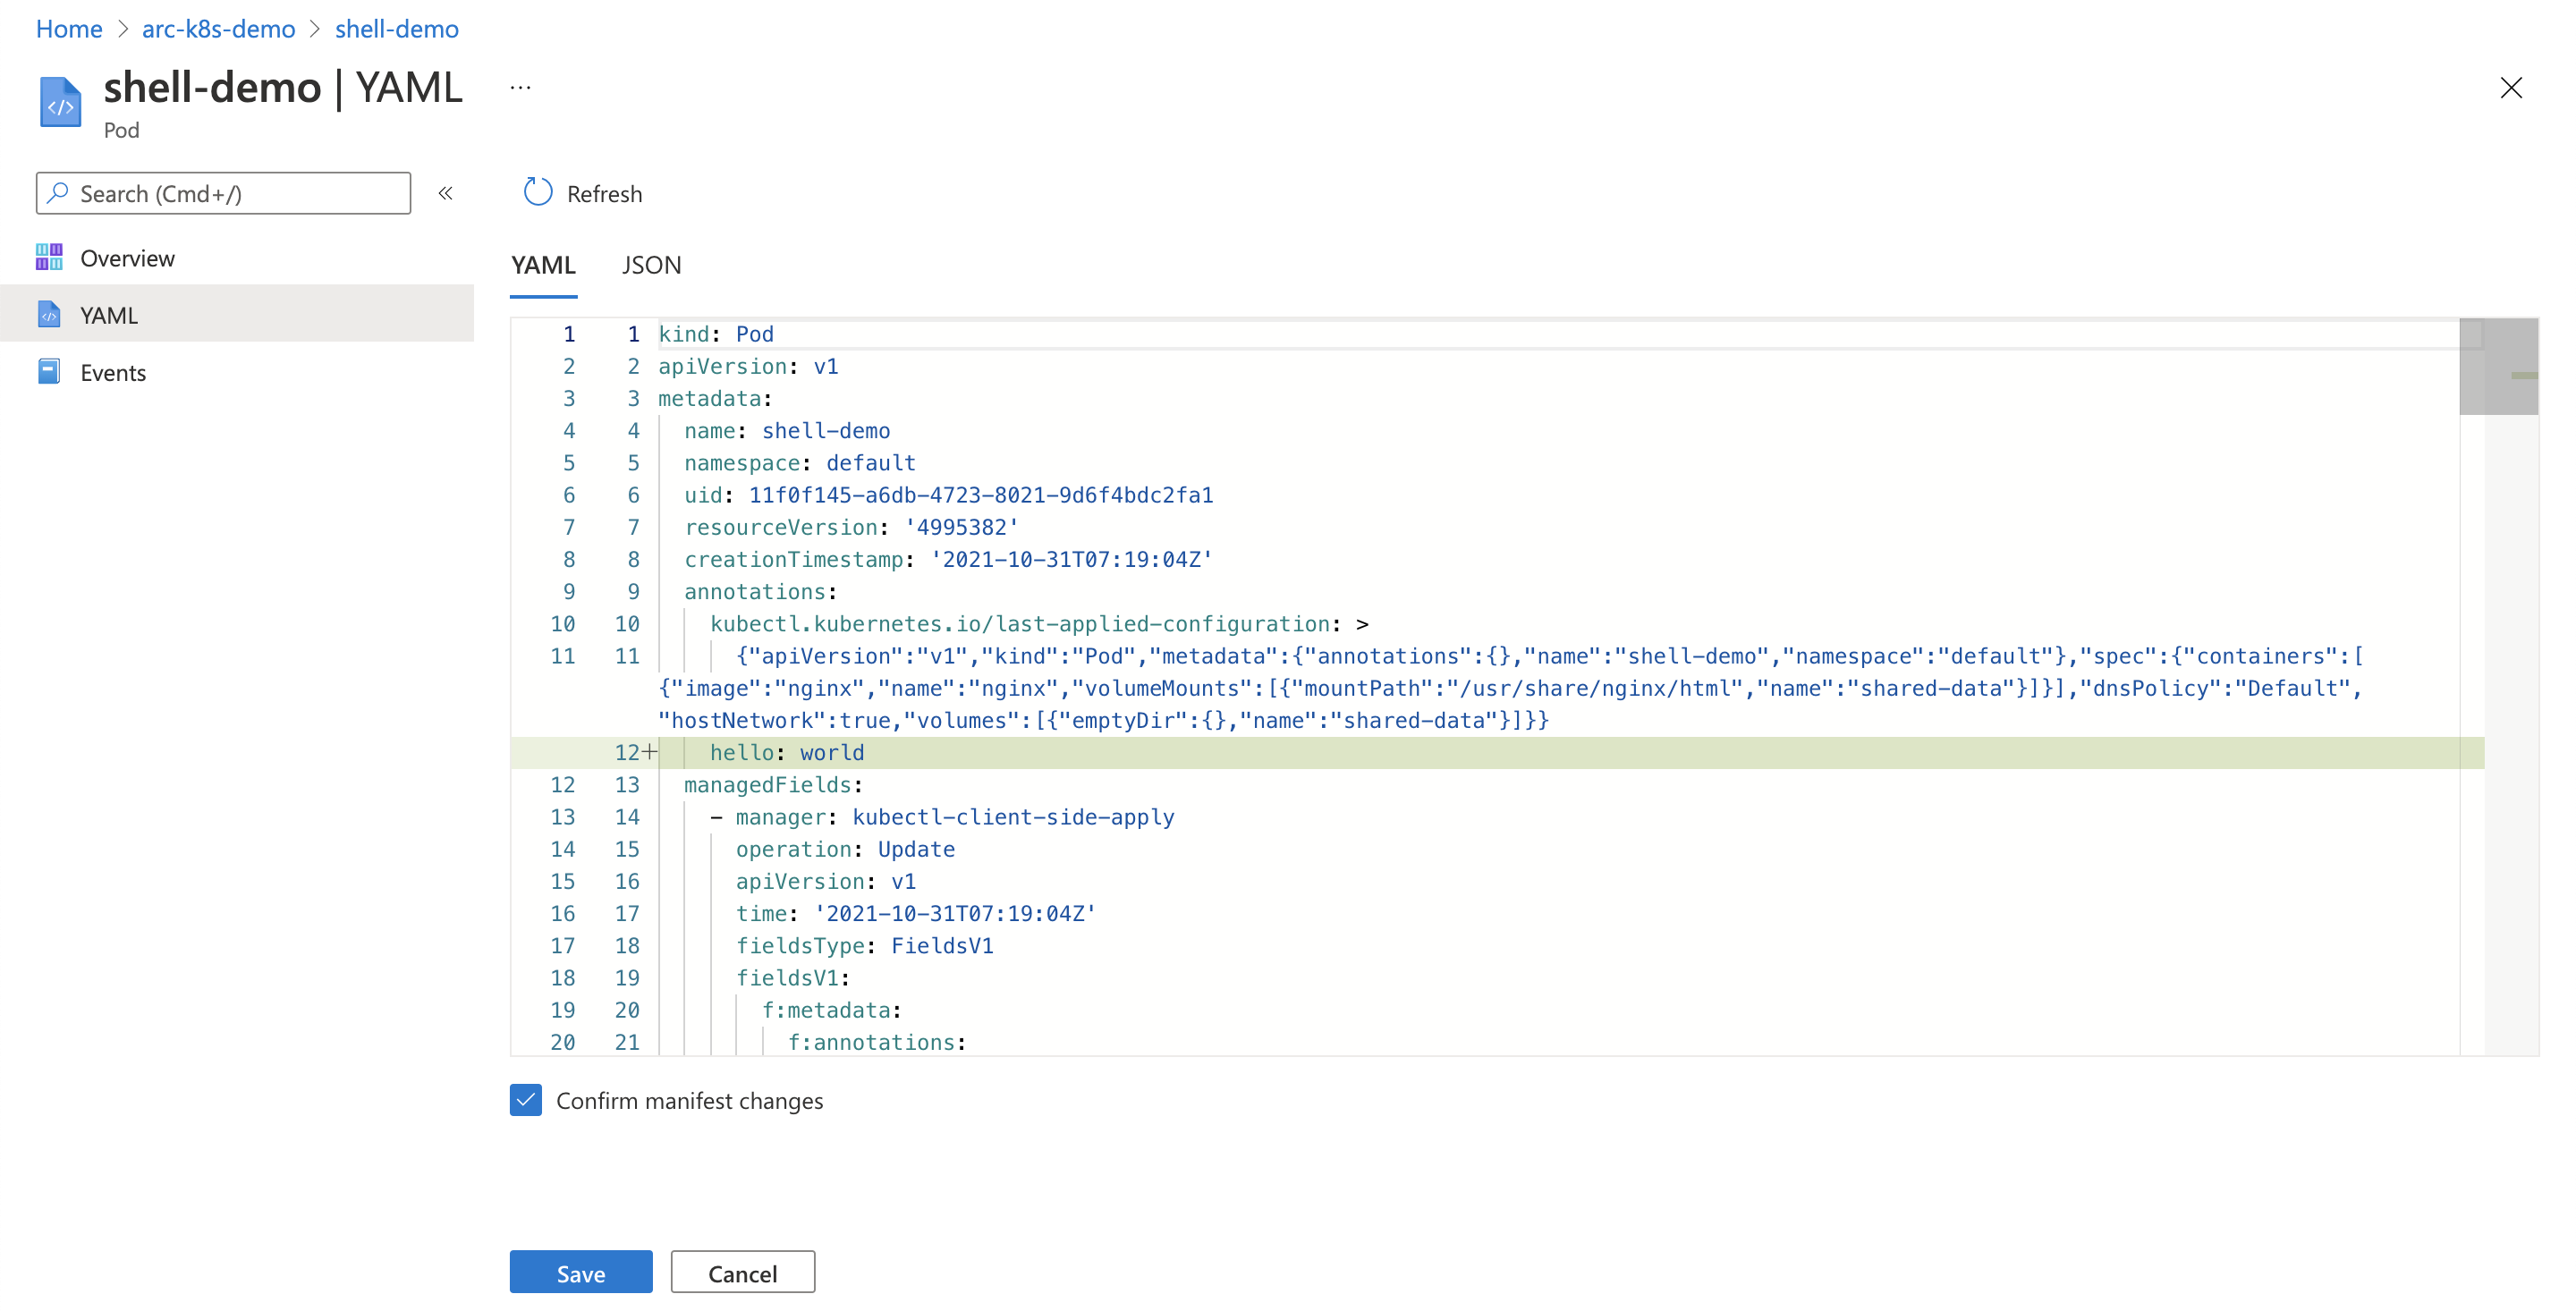 Home > arc-k8s-demo > shell-demo
shell-demo | YAML ...
Pod
Search (Cmd+/) «
Overview
YAML
Events
Refresh
YAML JSON
1 1 kind: Pod
2 2 apiVersion: v1
3 3 metadata:
4 4 name: shell-demo
5 5 namespace: default
6 6 uid: 11f0f145-a6db-4723-8021-9d6f4bdc2fa1
7 7 resourceVersion: '4995382'
8 8 creationTimestamp: '2021-10-31T07:19:04Z'
9 9 annotations:
10 10 kubectl.kubernetes.io/last-applied-configuration: >
11 11 {"apiVersion":"v1","kind":"Pod","metadata":{"annotations":{},"name":"shell-demo","namespace":"default"},"spec":{"containers":[
{"image":"nginx","name":"nginx","volumeMounts":[{"mountPath":"/usr/share/nginx/html","name":"shared-data"}]}],"dnsPolicy":"Default",
"hostNetwork":true,"volumes":[{"emptyDir":{},"name":"shared-data"}]}}
12+ hello: world
12 13 managedFields:
13 14 - manager: kubectl-client-side-apply
14 15 operation: Update
15 16 apiVersion: v1
16 17 time: '2021-10-31T07:19:04Z'
17 18 fieldsType: FieldsV1
18 19 fieldsV1:
19 20 f:metadata:
20 21 f:annotations:
Confirm manifest changes
Save Cancel